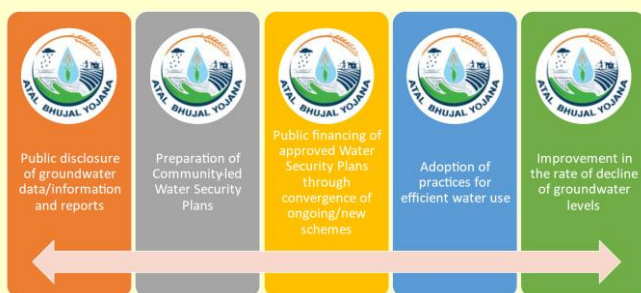 ATAL BHUJAL YOJANA
Public disclosure
of groundwater
data/information
and reports
ATAL BHUJAL YOJANA
Preparation of
Community-led
Water Security
Plans
ATAL BHUJAL YOJANA
Public financing of
approved Water
Security Plans
through
convergence of
ongoing/new
schemes
ATAL BHUJAL YOJANA
Adoption of
practices for
efficient water use
ATAL BHUJAL YOJANA
Improvement in
the rate of decline
of groundwater
levels